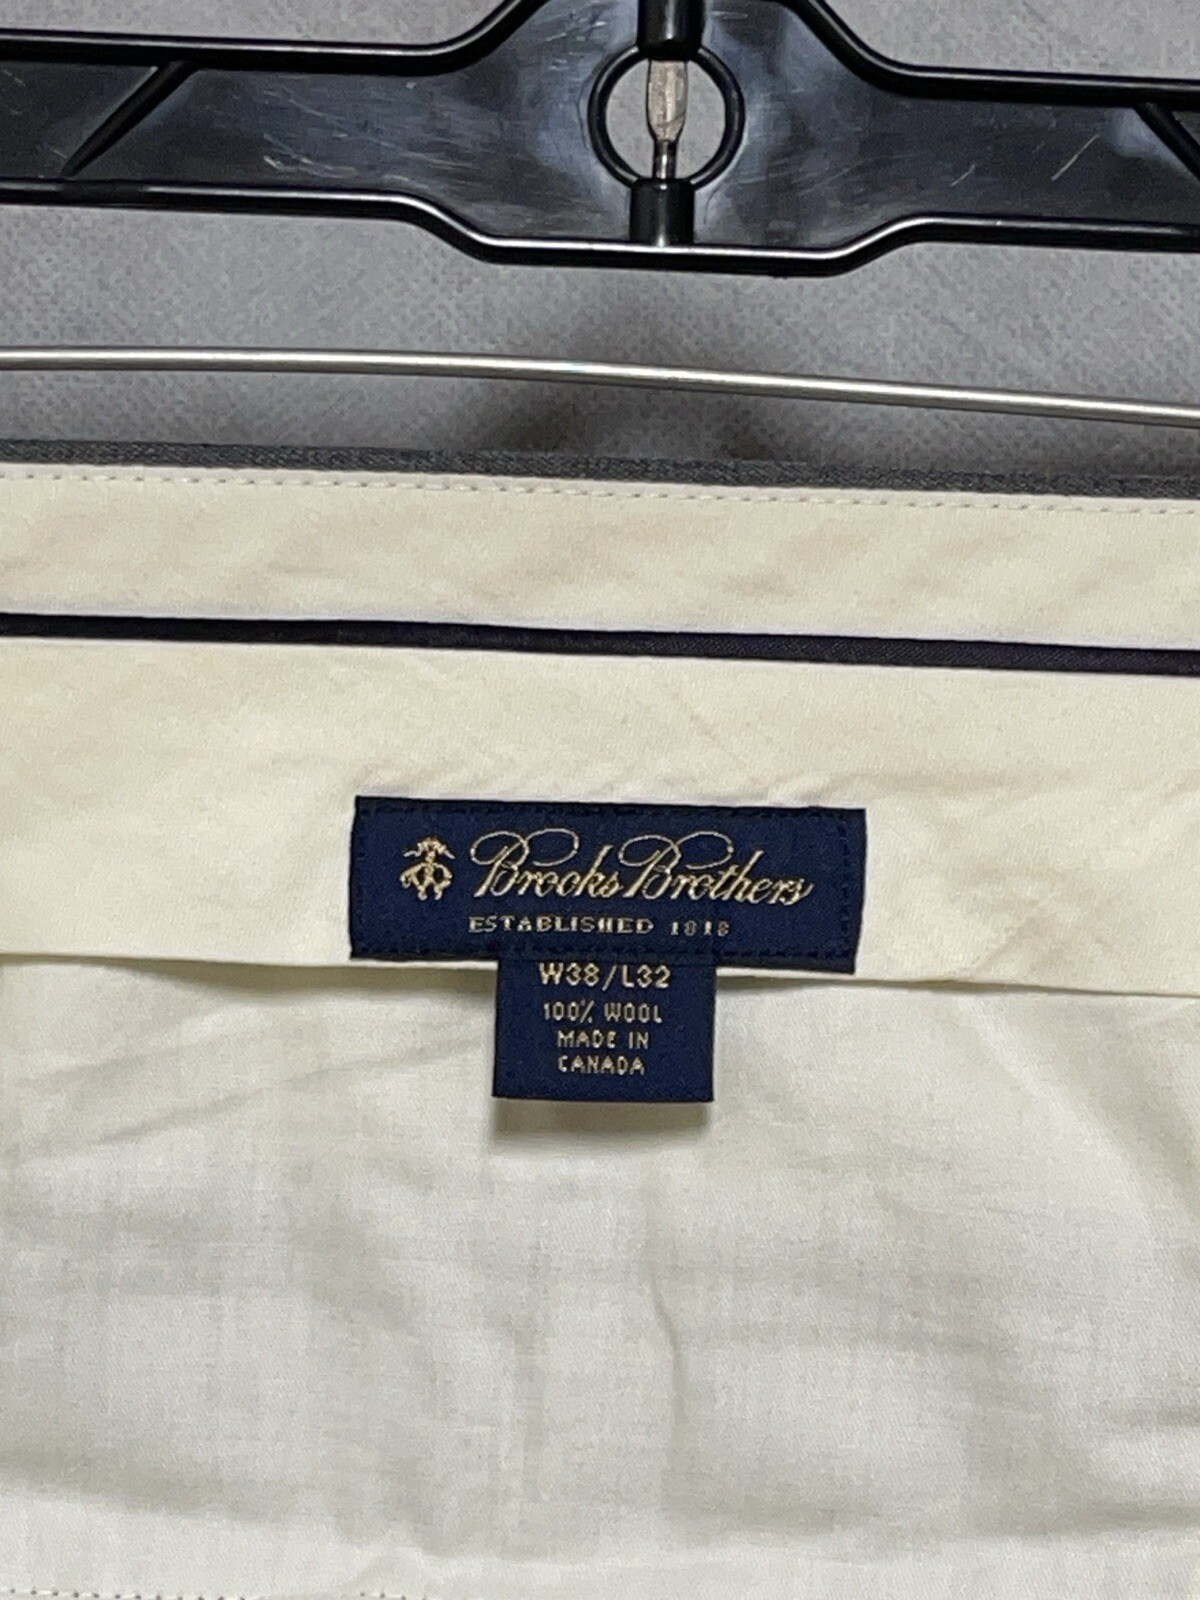 Brooks Brothers
ESTABLISHED 1818
W38/L32
100% WOOL
MADE IN
CANADA